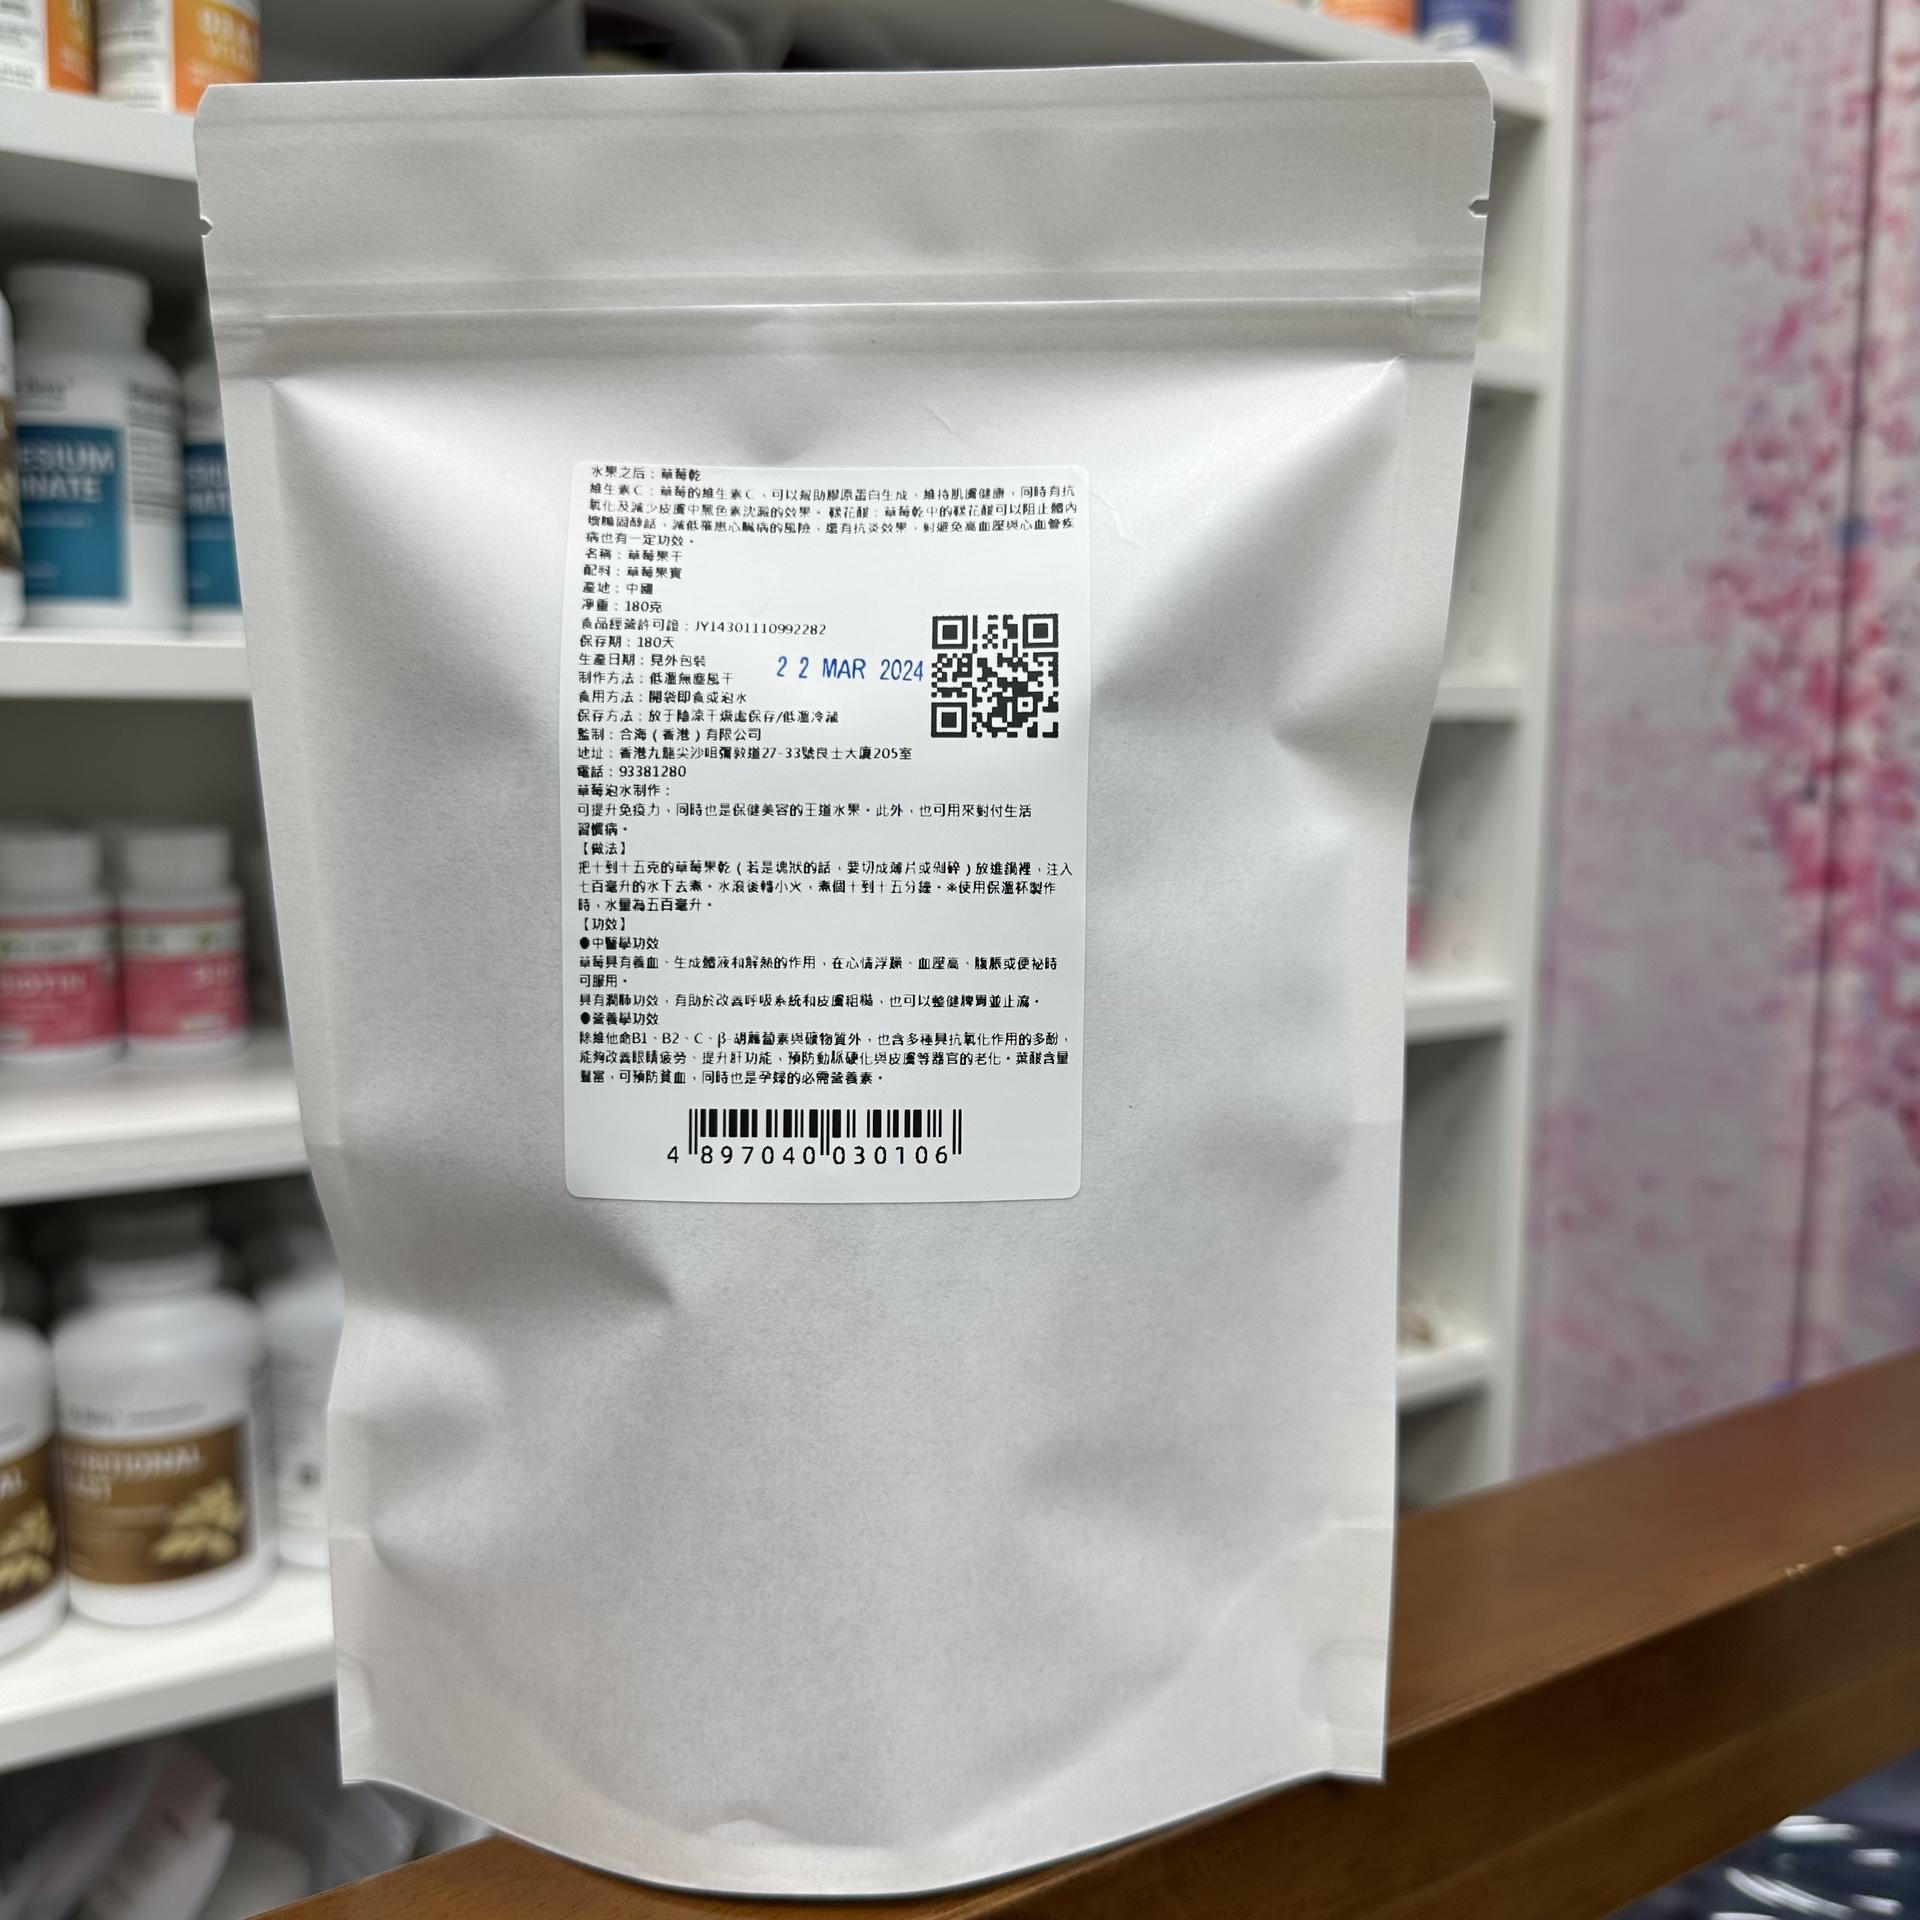 水果之后：草莓乾
維生素C：草莓的維生素C，可以幫助膠原蛋白生成，維持肌膚健康，同時有抗
氧化及減少皮膚中黑色素沈澱的效果。鞣花酸：草莓乾中的鞣花酸可以阻止體內
壞膽固醇話，減低罹患心臟病的風險，還有抗炎效果，對避免高血壓與心血管疾
病也有一定功效。
名稱：草莓果干
配料：草莓果實
產地：中國
淨重：180克
食品經營許可證：JY14301110992282
保存期：180天
生產日期：見外包裝
22 MAR 2024
制作方法：低溫無塵風干
食用方法：開袋即食或泡水
保存方法：放于陰涼干燥處保存/低溫冷藏
監制：合海（香港）有限公司
地址：香港九龍尖沙咀彌敦道27-33號良士大廈205室
電話：93381280
草莓泡水制作：
可提升免疫力，同時也是保健美容的王道水果。此外，也可用來對付生活
習慣病。
【做法】
把十到十五克的草莓果乾（若是塊狀的話，要切成薄片或剁碎）放進鍋裡，注入
七百毫升的水下去煮。水滾後轉小火，煮個十到十五分鐘。※使用保溫杯製作
時，水量為五百毫升。
【功效】
●中醫學功效
草莓具有養血、生成體液和解熱的作用，在心情浮躁、血壓高、腹脹或便祕時
可服用。
具有潤肺功效，有助於改善呼吸系統和皮膚粗糙，也可以整健脾胃並止瀉。
●營養學功效
除維他命B1、B2、C、β-胡蘿蔔素與礦物質外，也含多種具抗氧化作用的多酚，
能夠改善眼睛疲勞、提升肝功能，預防動脈硬化與皮膚等器官的老化。葉酸含量
豐富，可預防貧血，同時也是孕婦的必需營養素。
4 897040 030106
ESIUM
INATE
BIOTIN
NUTRITIONAL